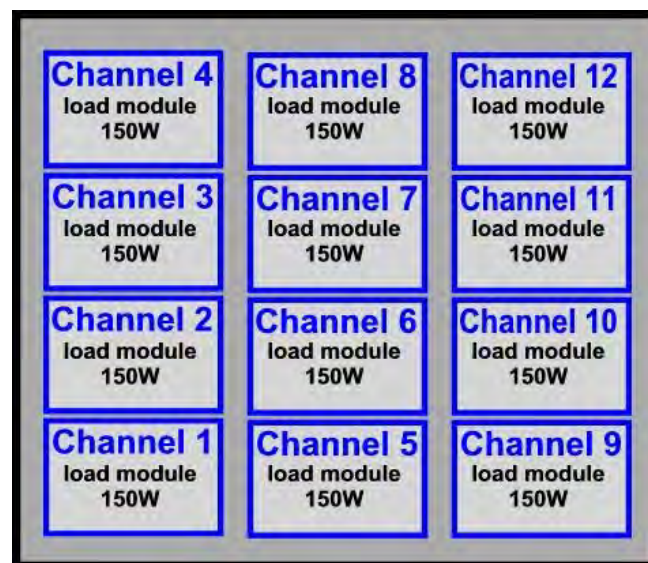 Channel 4
load module
150W
Channel 8
load module
150W
Channel 12
load module
150W
Channel 3
load module
150W
Channel 7
load module
150W
Channel 11
load module
150W
Channel 2
load module
150W
Channel 6
load module
150W
Channel 10
load module
150W
Channel 1
load module
150W
Channel 5
load module
150W
Channel 9
load module
150W